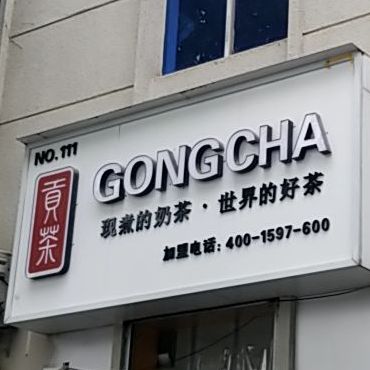 NO.111
GONGCHA
貢茶
现煮的奶茶·世界的好茶
加盟电话:400-1597-600